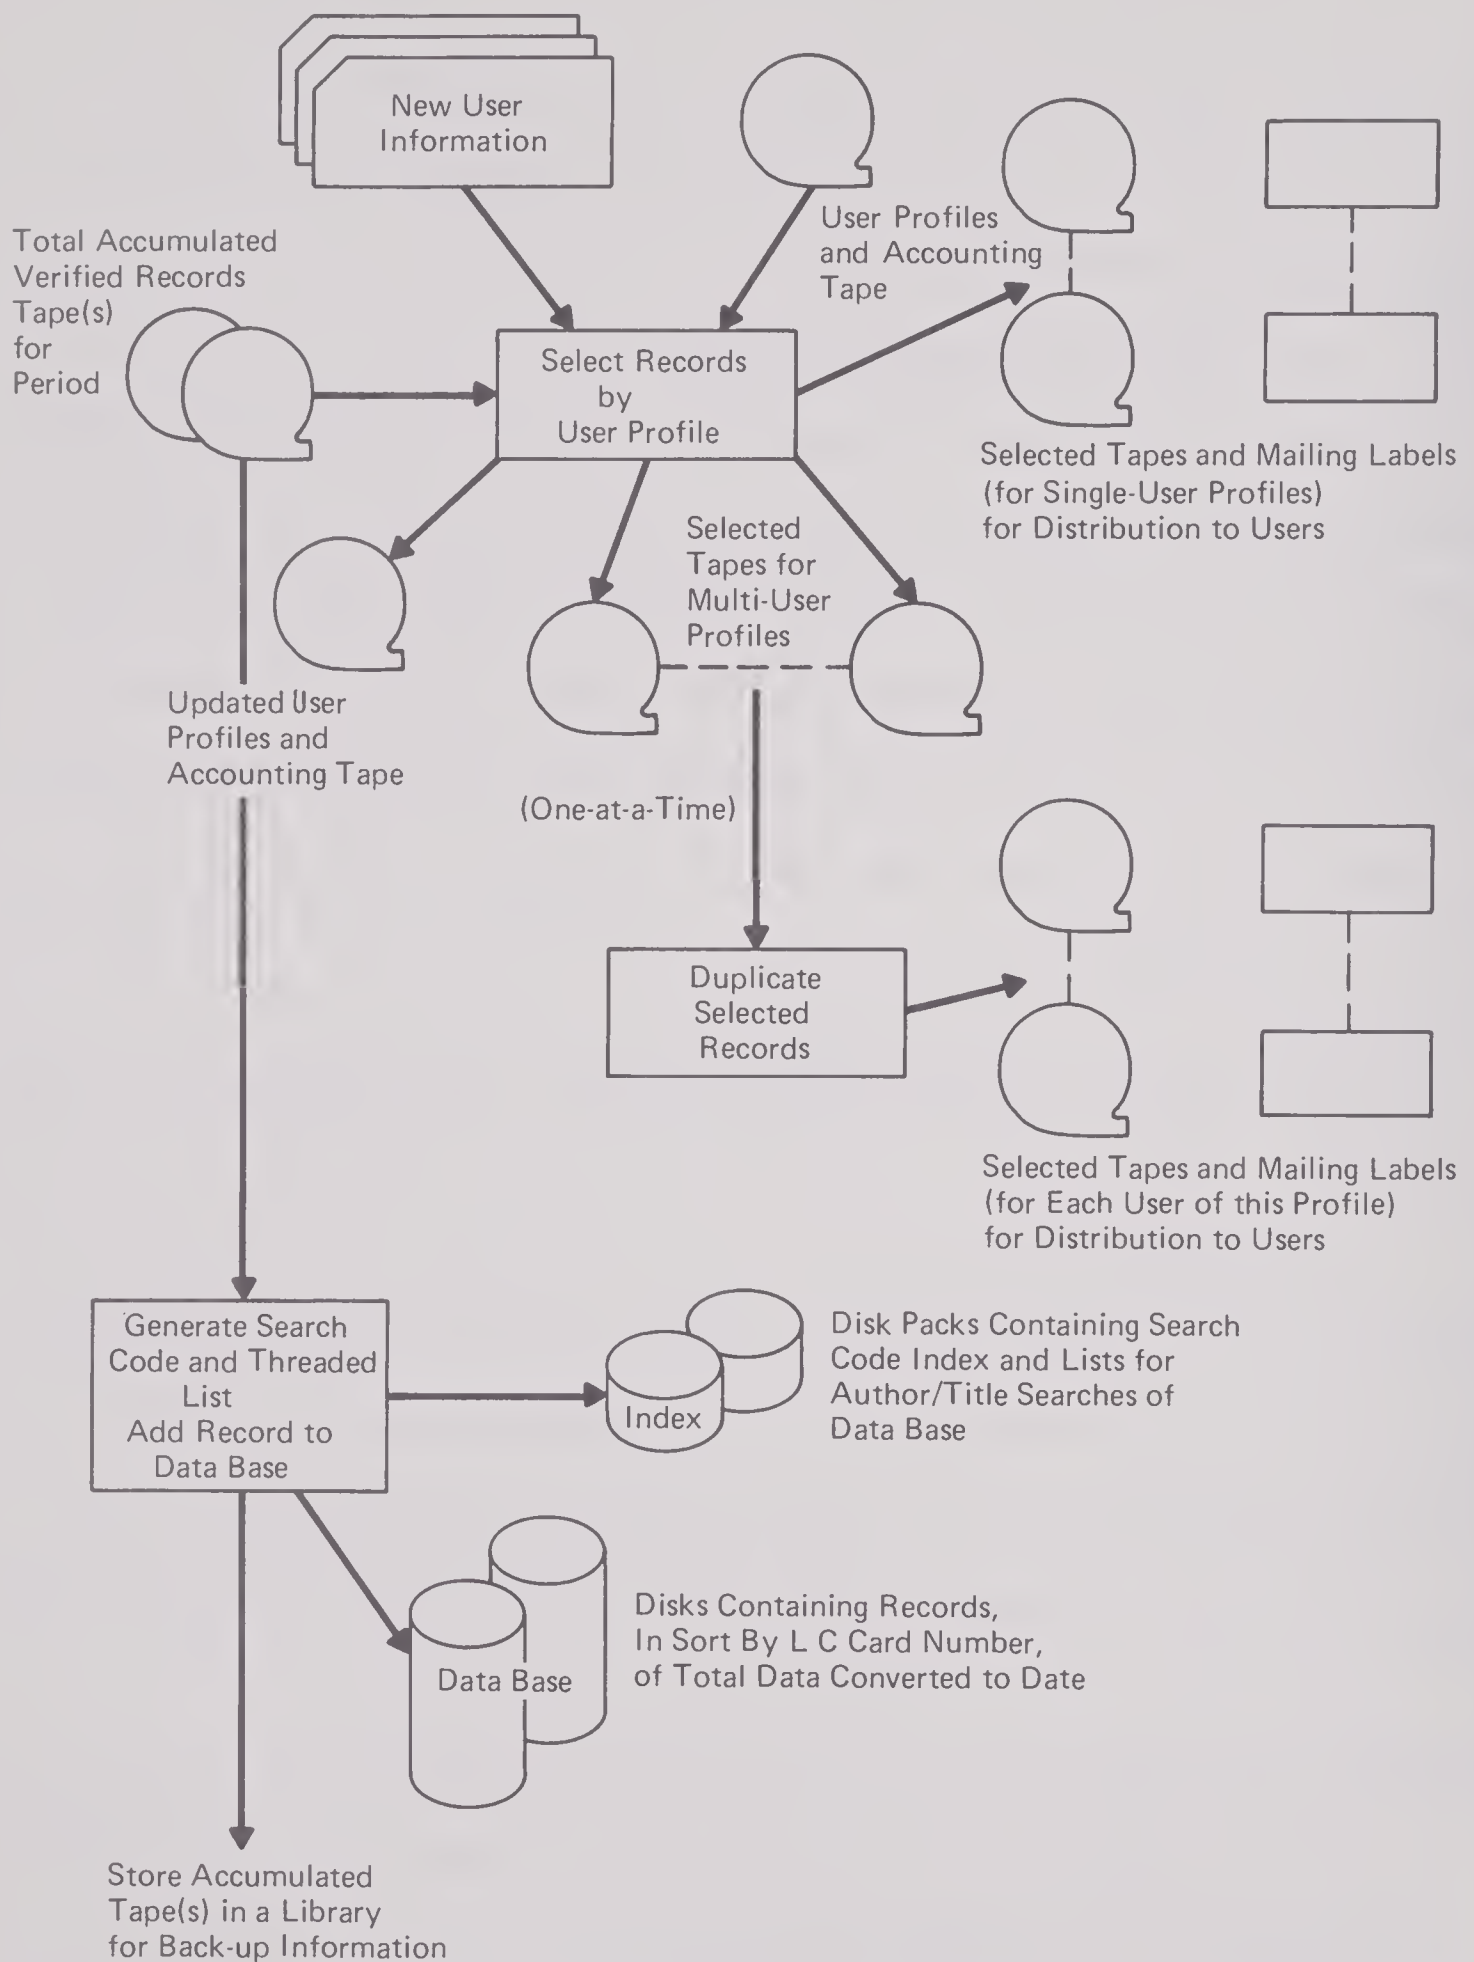 New User
Information
User Profiles
and Accounting
Tape
Total Accumulated
Verified Records
Tape(s)
for
Period
Select Records
by
User Profile
Selected Tapes and Mailing Labels
(for Single-User Profiles)
for Distribution to Users
Selected
Tapes for
Multi-User
Profiles
Updated User
Profiles and
Accounting Tape
(One-at-a-Time)
Duplicate
Selected
Records
Selected Tapes and Mailing Labels
(for Each User of this Profile)
for Distribution to Users
Generate Search
Code and Threaded
List
Add Record to
Data Base
Index
Disk Packs Containing Search
Code Index and Lists for
Author/Title Searches of
Data Base
Data Base
Disks Containing Records,
In Sort By L C Card Number,
of Total Data Converted to Date
Store Accumulated
Tape(s) in a Library
for Back-up Information